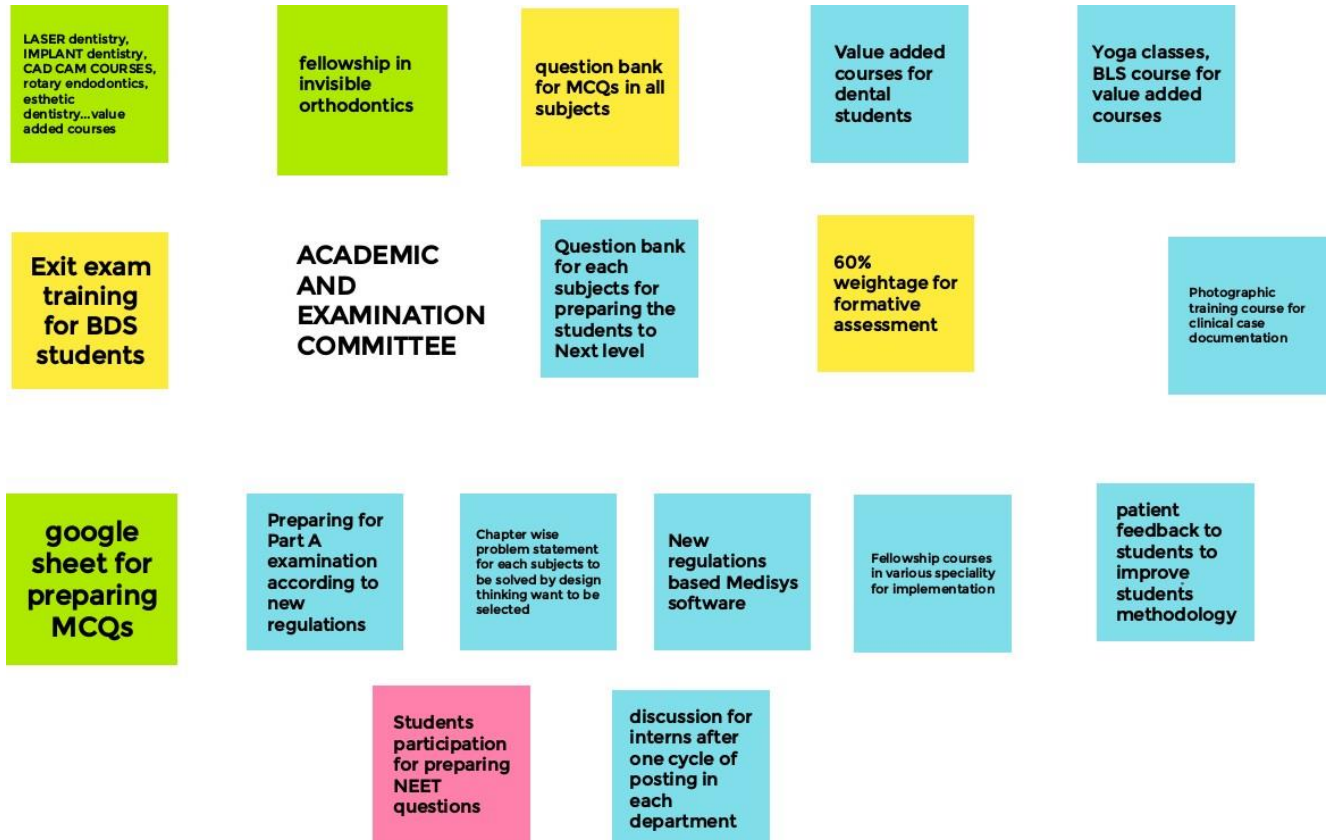 LASER dentistry,
IMPLANT dentistry,
CAD CAM COURSES,
rotary endodontics,
esthetic
dentistry...value
added courses
fellowship in
invisible
orthodontics
question bank
for MCQs in all
subjects
Value added
courses for
dental
students
Yoga classes,
BLS course for
value added
courses
Exit exam
training
for BDS
students
ACADEMIC
AND
EXAMINATION
COMMITTEE
Question bank
for each
subjects for
preparing the
students to
Next level
60%
weightage for
formative
assessment
Photographic
training course for
clinical case
documentation
google
sheet for
preparing
MCQs
Preparing for
Part A
examination
according to
new
regulations
Chapter wise
problem statement
for each subjects to
be solved by design
thinking want to be
selected
New
regulations
based Medisys
software
Fellowship courses
in various speciality
for implementation
patient
feedback to
students to
improve
students
methodology
Students
participation
for preparing
NEET
questions
discussion for
interns after
one cycle of
posting in
each
department